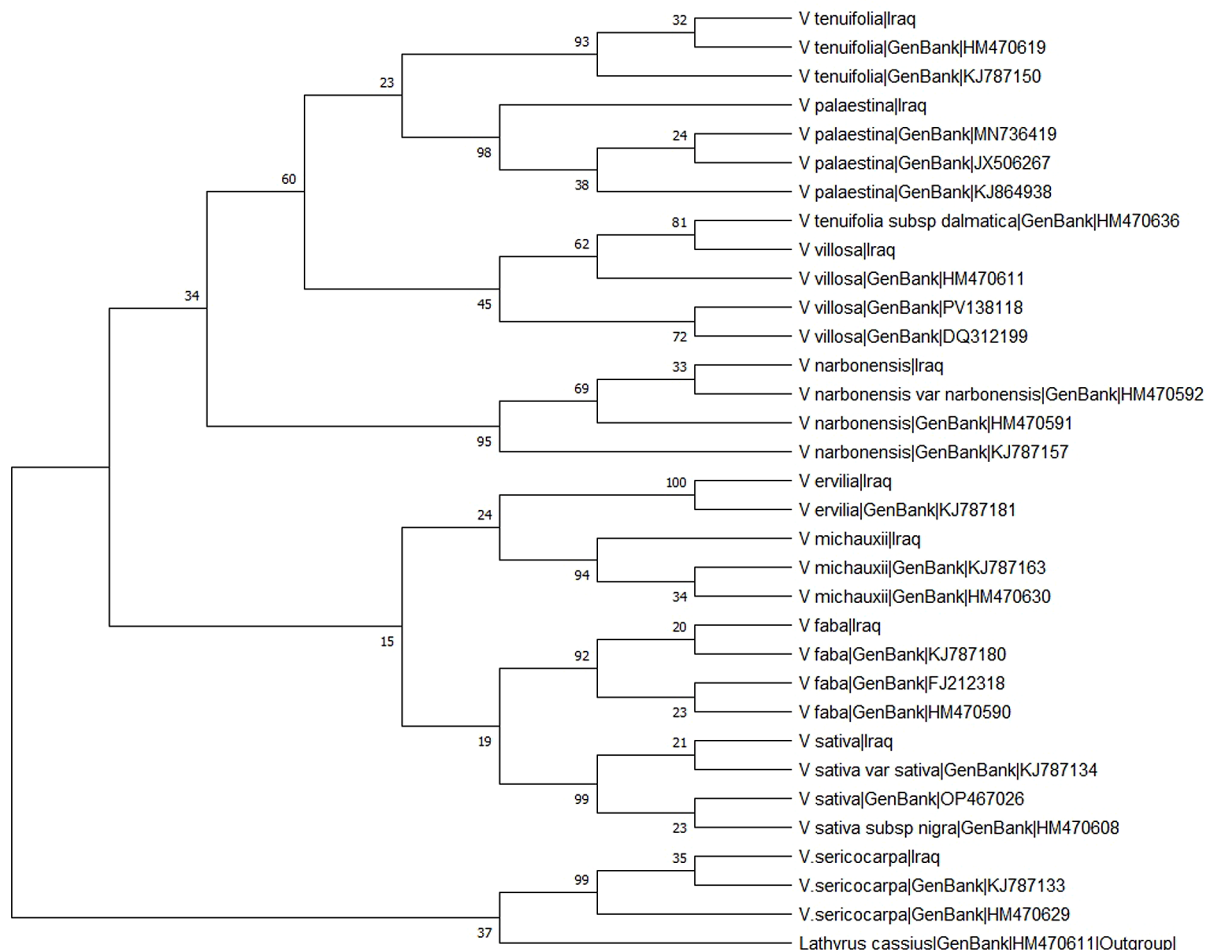 32
V tenuifolia|Iraq
93
V tenuifolia|GenBank|HM470619
V tenuifolia|GenBank|KJ787150
23
V palaestina|Iraq
24
V palaestina|GenBank|MN736419
98
V palaestina|GenBank|JX506267
38
V palaestina|GenBank|KJ864938
60
81
V tenuifolia subsp dalmatica|GenBank|HM470636
62
V villosa|Iraq
V villosa|GenBank|HM470611
34
45
V villosa|GenBank|PV138118
72
V villosa|GenBank|DQ312199
33
V narbonensis|Iraq
69
V narbonensis var narbonensis|GenBank|HM470592
V narbonensis|GenBank|HM470591
95
V narbonensis|GenBank|KJ787157
100
V ervilia|Iraq
24
V ervilia|GenBank|KJ787181
V michauxii|Iraq
94
V michauxii|GenBank|KJ787163
34
V michauxii|GenBank|HM470630
15
20
V faba|Iraq
92
V faba|GenBank|KJ787180
V faba|GenBank|FJ212318
23
V faba|GenBank|HM470590
19
21
V sativa|Iraq
V sativa var sativa|GenBank|KJ787134
99
V sativa|GenBank|OP467026
23
V sativa subsp nigra|GenBank|HM470608
35
V.sericocarpa|Iraq
99
V.sericocarpa|GenBank|KJ787133
V.sericocarpa|GenBank|HM470629
37
Lathyrus cassius|GenBank|HM470611|Outgroup|